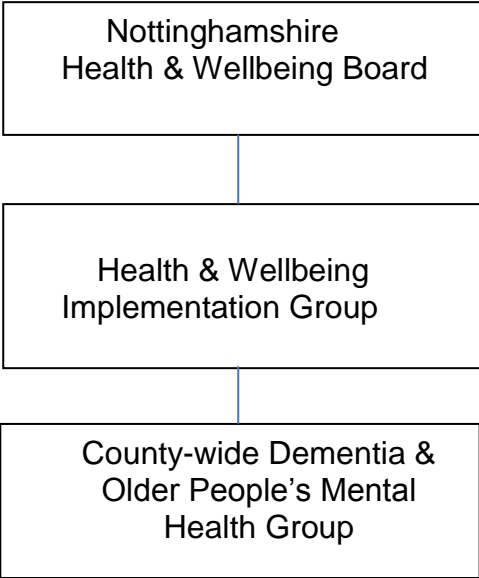 Nottinghamshire
Health & Wellbeing Board
Health & Wellbeing
Implementation Group
County-wide Dementia &
Older People’s Mental
Health Group